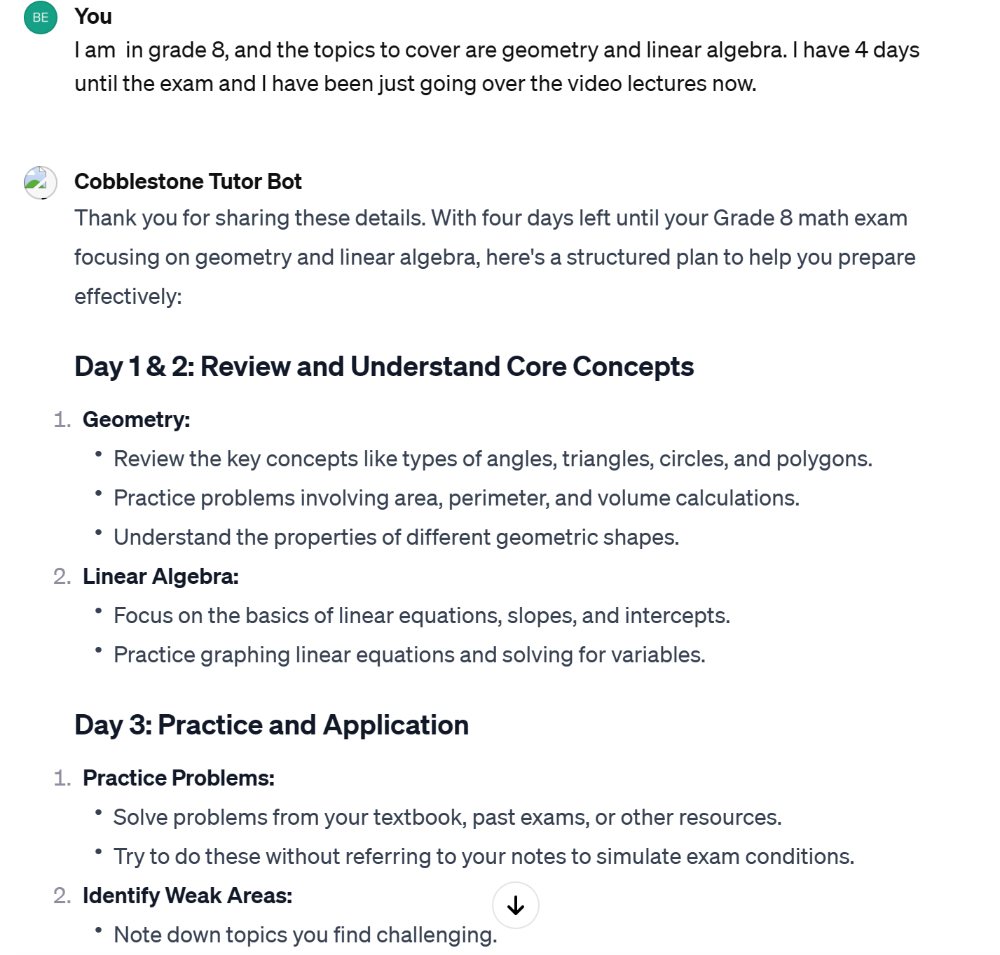 BE
You
I am  in grade 8, and the topics to cover are geometry and linear algebra. I have 4 days
until the exam and I have been just going over the video lectures now.
Cobblestone Tutor Bot
Thank you for sharing these details. With four days left until your Grade 8 math exam
focusing on geometry and linear algebra, here's a structured plan to help you prepare
effectively:
Day 1 & 2: Review and Understand Core Concepts
1. Geometry:
• Review the key concepts like types of angles, triangles, circles, and polygons.
• Practice problems involving area, perimeter, and volume calculations.
• Understand the properties of different geometric shapes.
2. Linear Algebra:
• Focus on the basics of linear equations, slopes, and intercepts.
• Practice graphing linear equations and solving for variables.
Day 3: Practice and Application
1. Practice Problems:
• Solve problems from your textbook, past exams, or other resources.
• Try to do these without referring to your notes to simulate exam conditions.
2. Identify Weak Areas:
• Note down topics you find challenging.